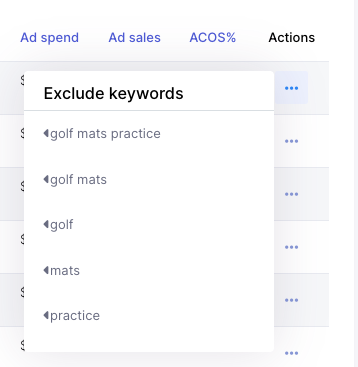 Ad spend Ad sales ACOS% Actions
Exclude keywords
golf mats practice
golf mats
golf
mats
practice